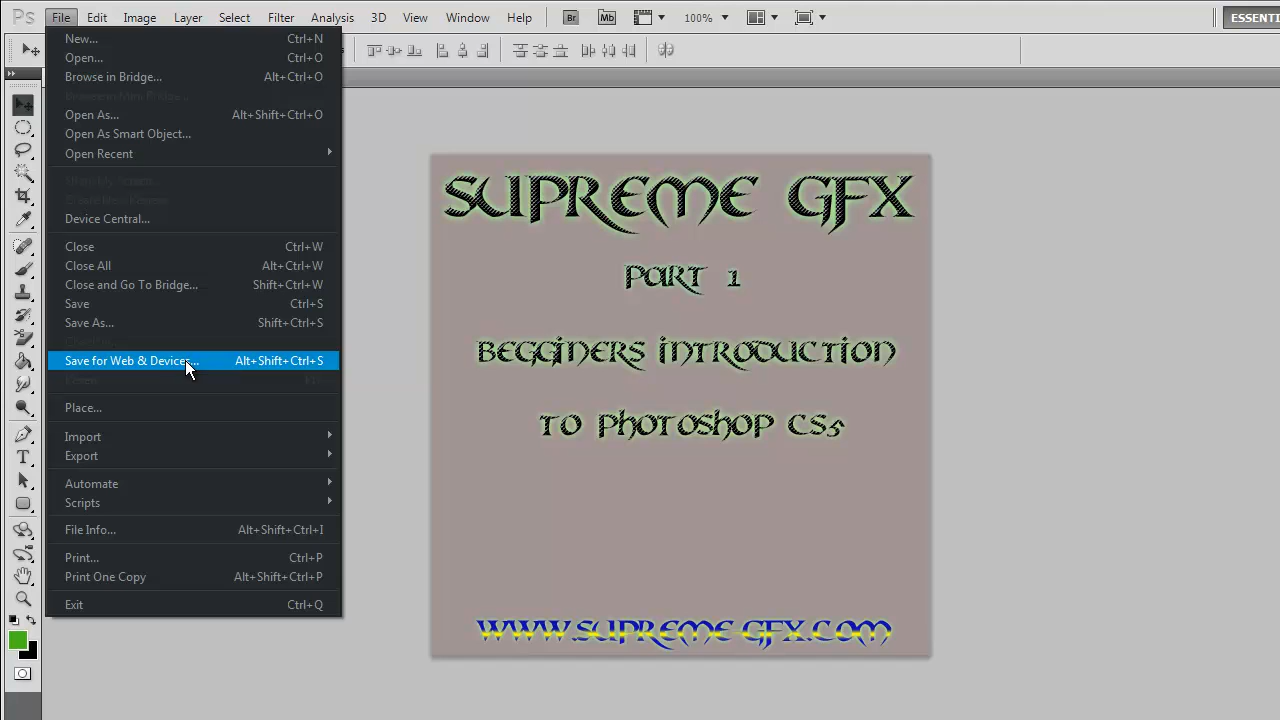 Ps File Edit Image Layer Select Filter Analysis 3D View Window Help Br Mb 100% ESSENTI
New... Ctrl+N
Open... Ctrl+O
Browse in Bridge... Alt+Ctrl+O
Open As... Alt+Shift+Ctrl+O
Open As Smart Object...
Open Recent
Device Central...
Close Ctrl+W
Close All Alt+Ctrl+W
Close and Go To Bridge... Shift+Ctrl+W
Save Ctrl+S
Save As... Shift+Ctrl+S
Save for Web & Devices... Alt+Shift+Ctrl+S
Place...
Import
Export
Automate
Scripts
File Info... Alt+Shift+Ctrl+I
Print... Ctrl+P
Print One Copy Alt+Shift+Ctrl+P
Exit Ctrl+Q
SUPREME GFX
PART 1
BEGGINERS INTRODUCTION
TO PHOTOSHOP CS5
WWW.SUPREME-GFX.COM